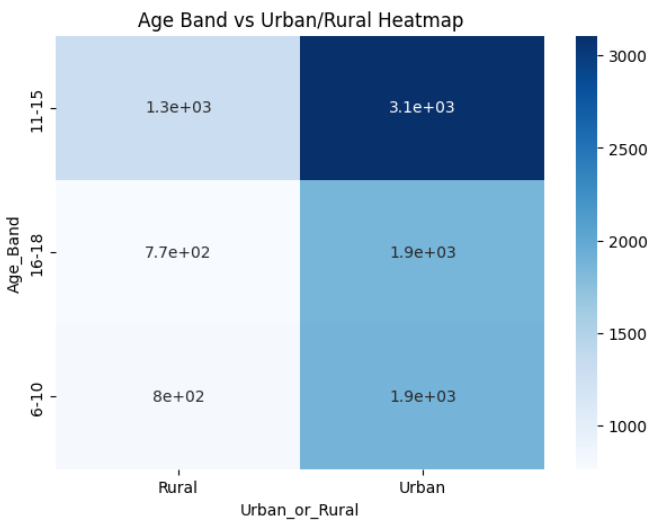 Age Band vs Urban/Rural Heatmap
11-15
1.3e+03
3.1e+03
3000
2500
Age_Band
16-18
7.7e+02
1.9e+03
2000
1500
6-10
8e+02
1.9e+03
1000
Rural
Urban
Urban_or_Rural